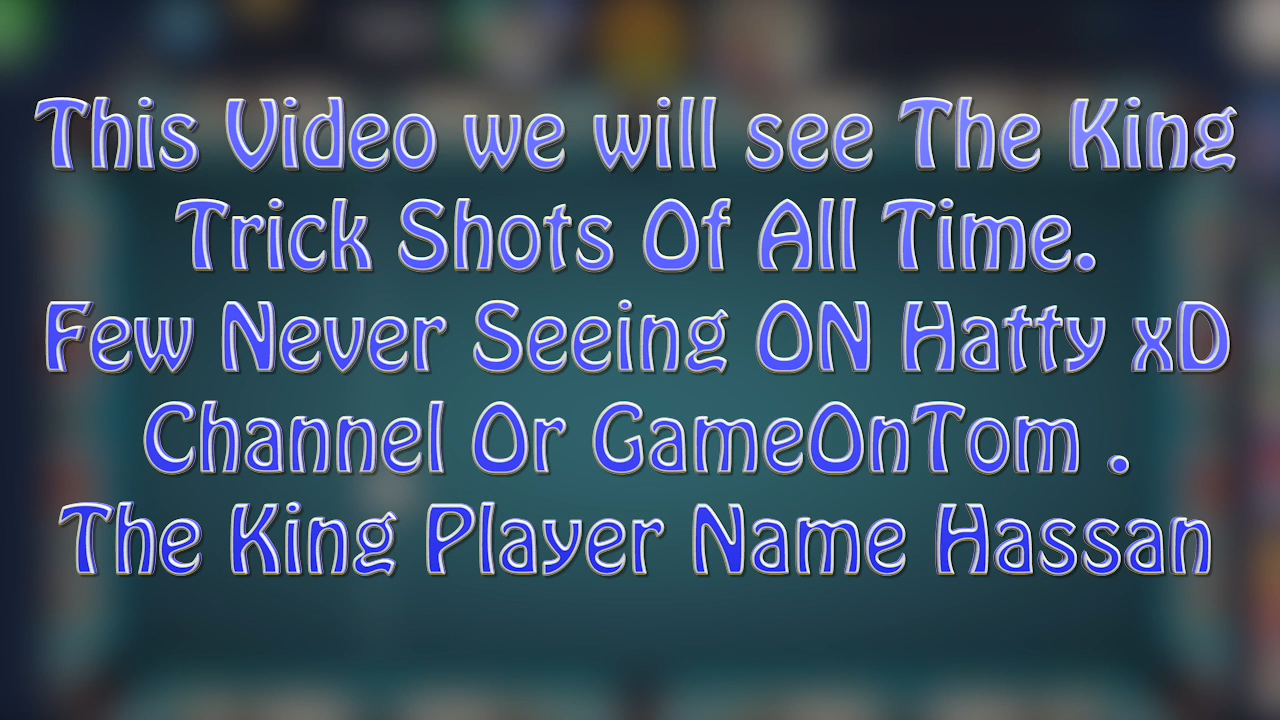 This Video we will see The King
Trick Shots Of All Time.
Few Never Seeing ON Hatty xD
Channel Or GameOnTom .
The King Player Name Hassan